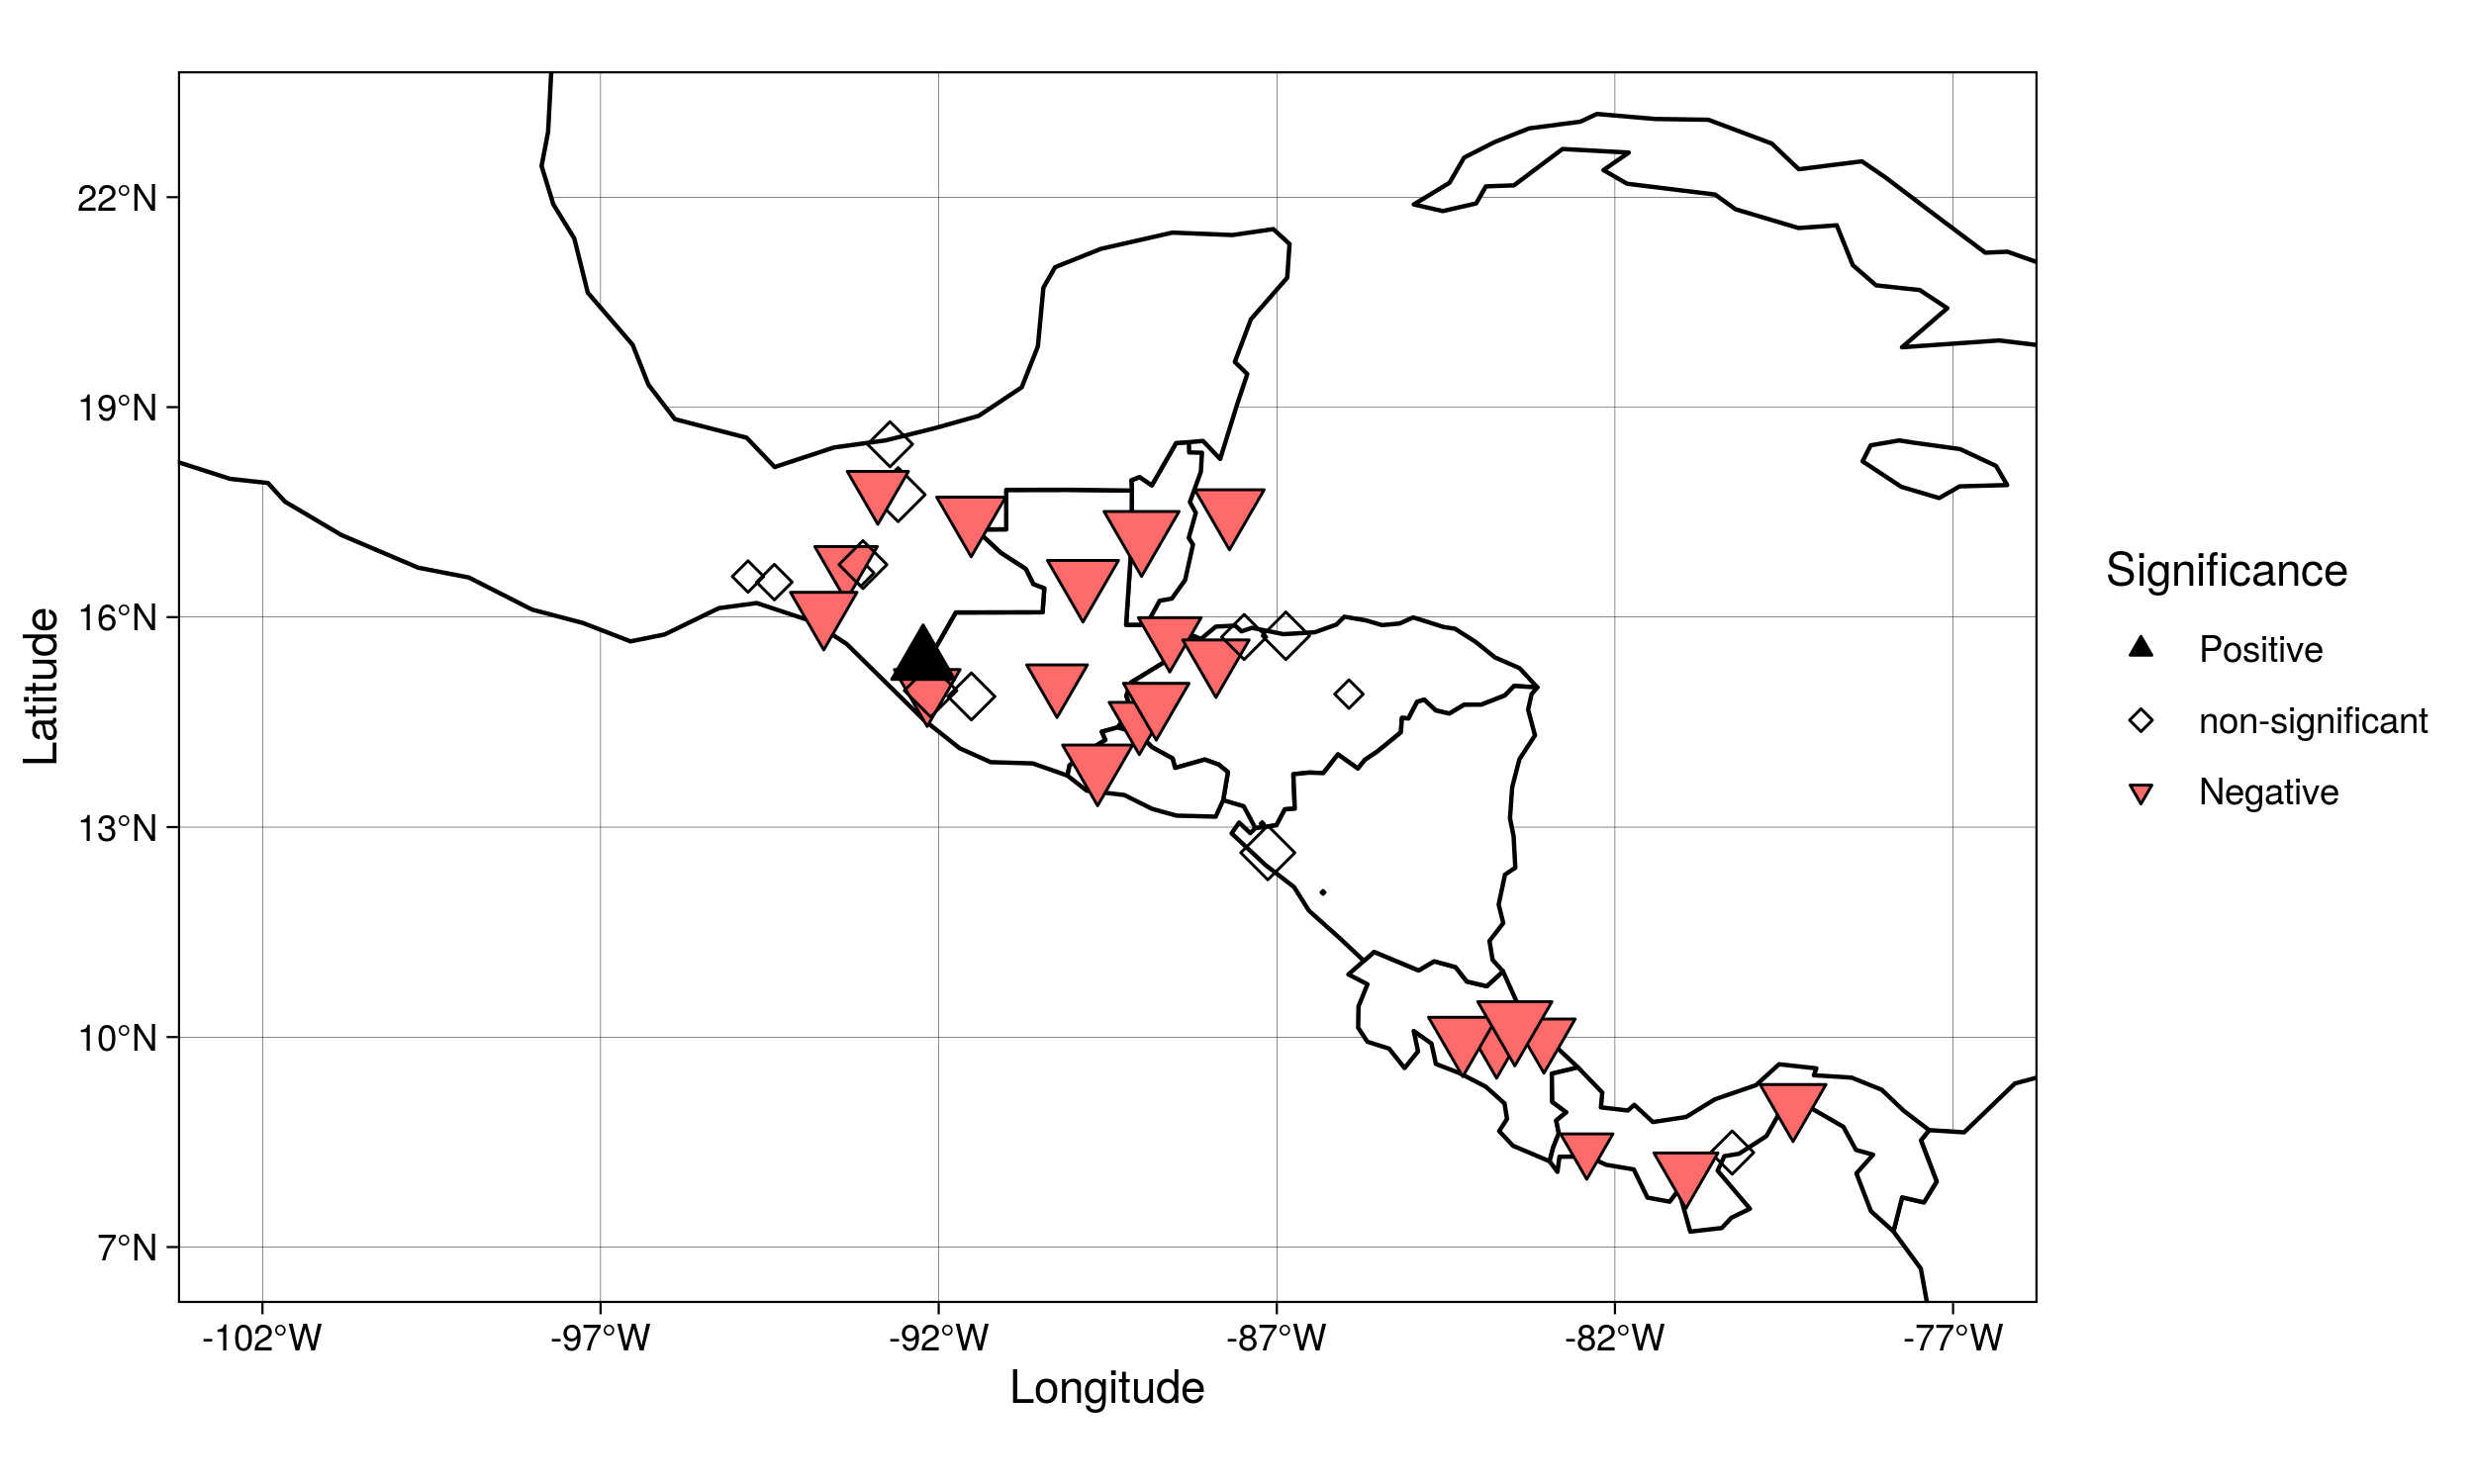 22°N
19°N
16°N
13°N
10°N
7°N
Latitude
-102°W
-97°W
-92°W
-87°W
-82°W
-77°W
Longitude
Significance
Positive
non-significant
Negative